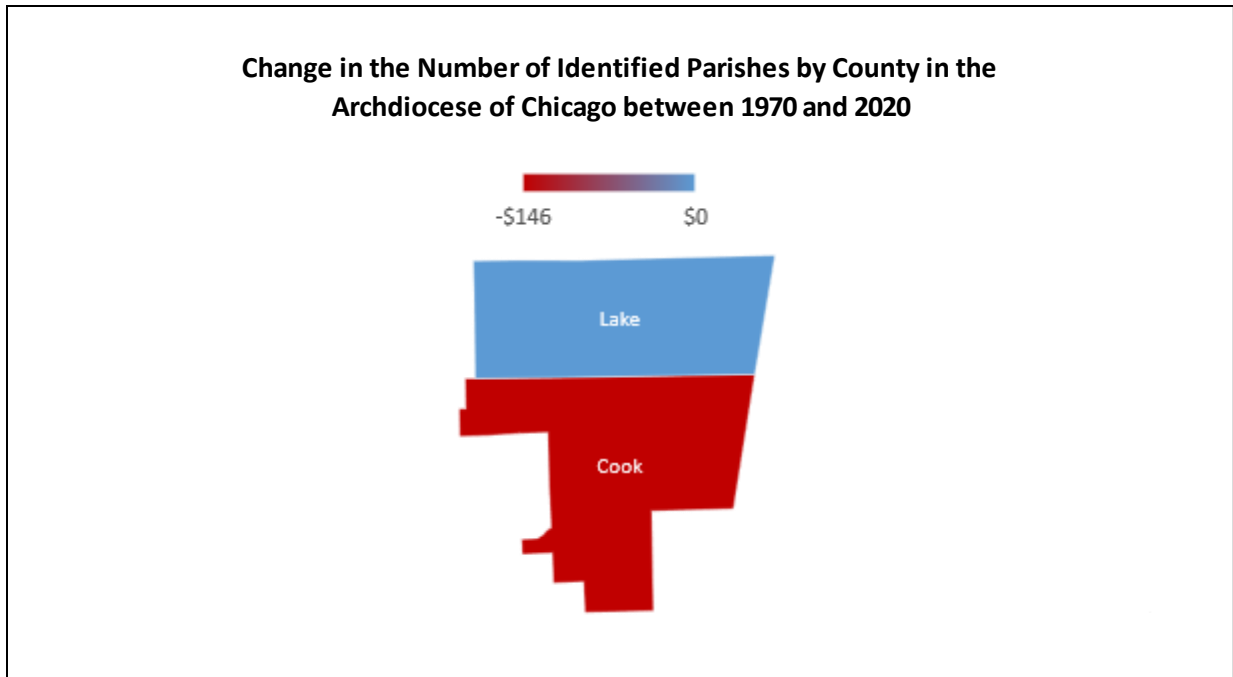 Change in the Number of Identified Parishes by County in the
Archdiocese of Chicago between 1970 and 2020
-$146 $0
Lake
Cook